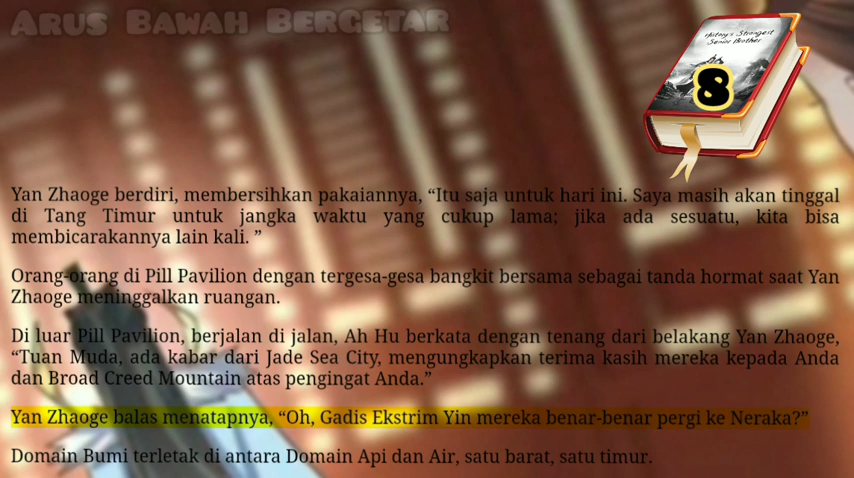 ARUS BAWAH BERGETAR
History's Strongest
Senior Brother
8
Yan Zhaoge berdiri, membersihkan pakaiannya, “Itu saja untuk hari ini. Saya masih akan tinggal
di Tang Timur untuk jangka waktu yang cukup lama; jika ada sesuatu, kita bisa
membicarakannya lain kali. ”
Orang-orang di Pill Pavilion dengan tergesa-gesa bangkit bersama sebagai tanda hormat saat Yan
Zhaoge meninggalkan ruangan.
Di luar Pill Pavilion, berjalan di jalan, Ah Hu berkata dengan tenang dari belakang Yan Zhaoge,
“Tuan Muda, ada kabar dari Jade Sea City, mengungkapkan terima kasih mereka kepada Anda
dan Broad Creed Mountain atas pengingat Anda.”
Yan Zhaoge balas menatapnya, “Oh, Gadis Ekstrim Yin mereka benar-benar pergi ke Neraka?”
Domain Bumi terletak di antara Domain Api dan Air, satu barat, satu timur.